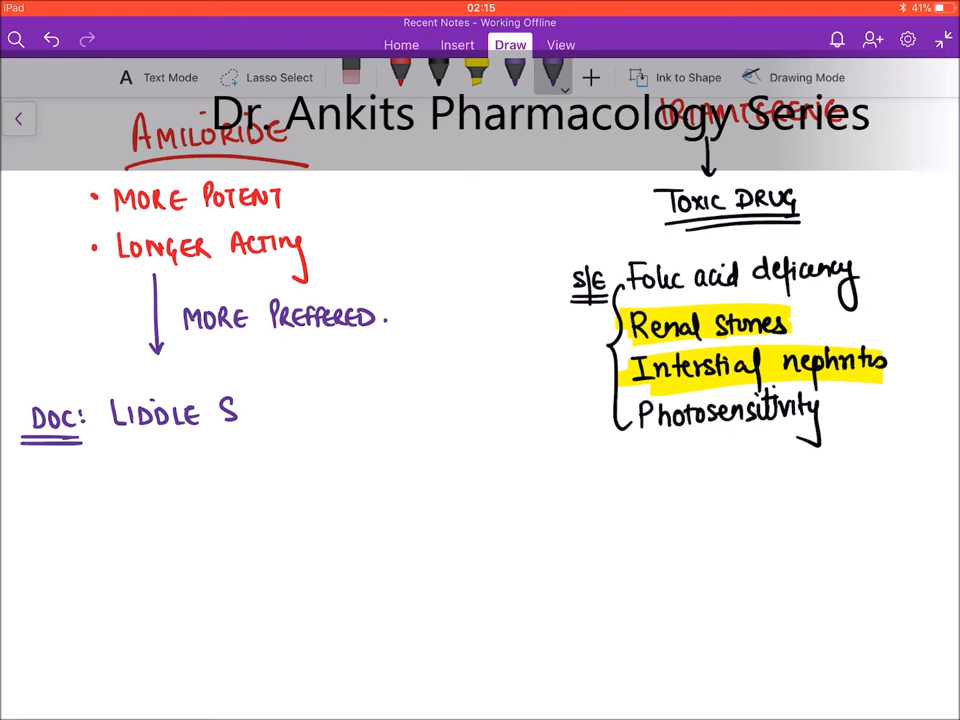 iPad 02:15 41%
Recent Notes - Working Offline
Home Insert Draw View
A Text Mode Lasso Select Ink to Shape Drawing Mode
Dr. Ankits Pharmacology Series
AMILORIDE
TRIAMTERENE
• MORE POTENT
• LONGER ACTING
MORE PREFFERED.
DOC: LIDDLE S
TOXIC DRUG
S/E Folic acid deficancy
Renal stones
Interstial nephritis
Photosensitivity